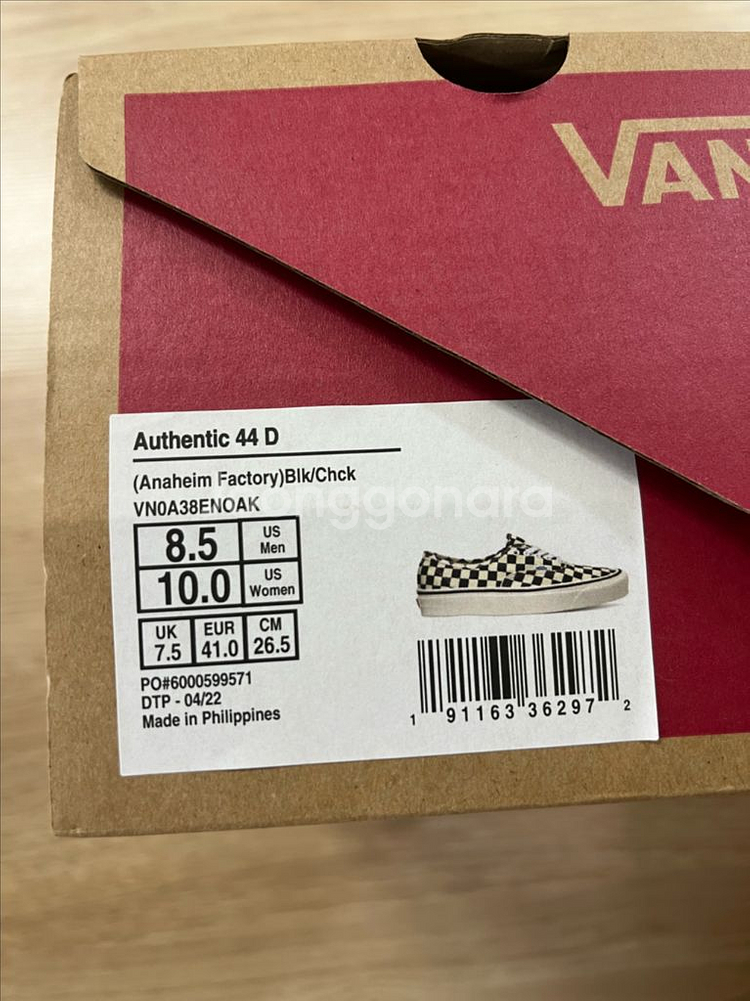 VAN
Authentic 44 D
(Anaheim Factory)Blk/Chck
VN0A38ENOAK
8.5 US Men
10.0 US Women
UK 7.5 EUR 41.0 CM 26.5
PO#6000599571
DTP - 04/22
Made in Philippines
1 91163 36297 2